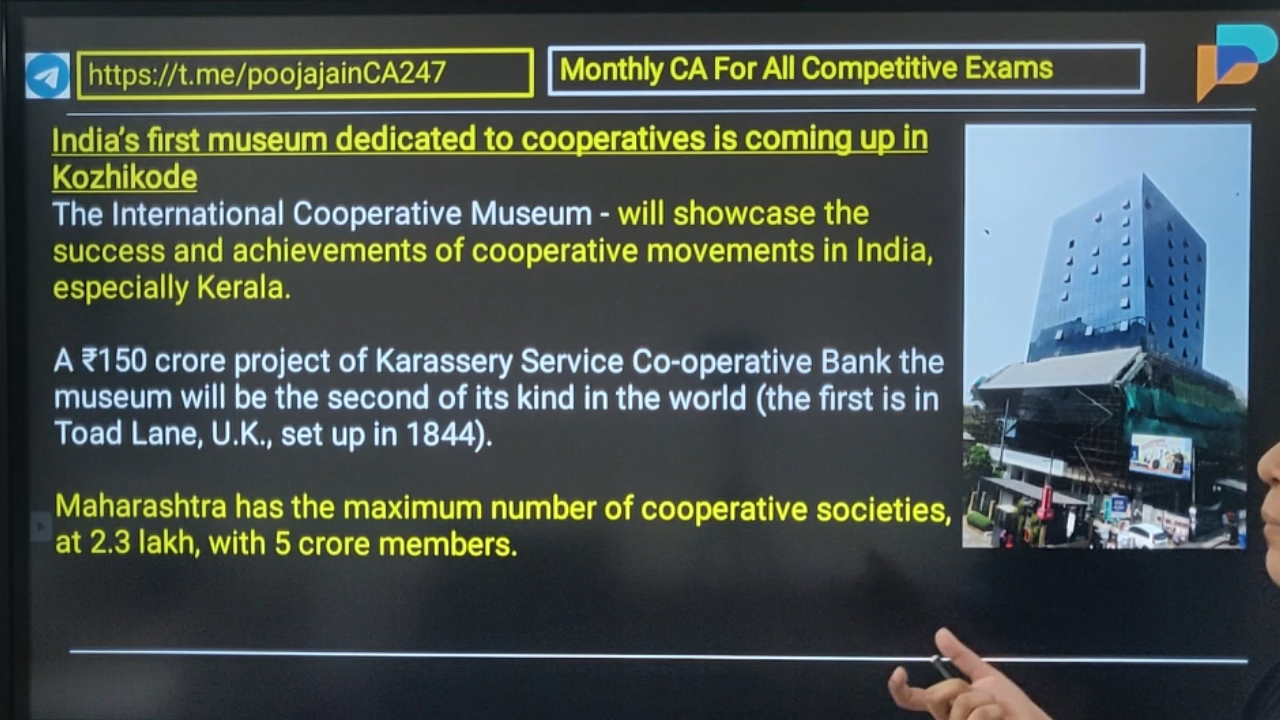 https://t.me/poojajainCA247
Monthly CA For All Competitive Exams
India's first museum dedicated to cooperatives is coming up in
Kozhikode
The International Cooperative Museum - will showcase the
success and achievements of cooperative movements in India,
especially Kerala.
A ₹150 crore project of Karassery Service Co-operative Bank the
museum will be the second of its kind in the world (the first is in
Toad Lane, U.K., set up in 1844).
Maharashtra has the maximum number of cooperative societies,
at 2.3 lakh, with 5 crore members.